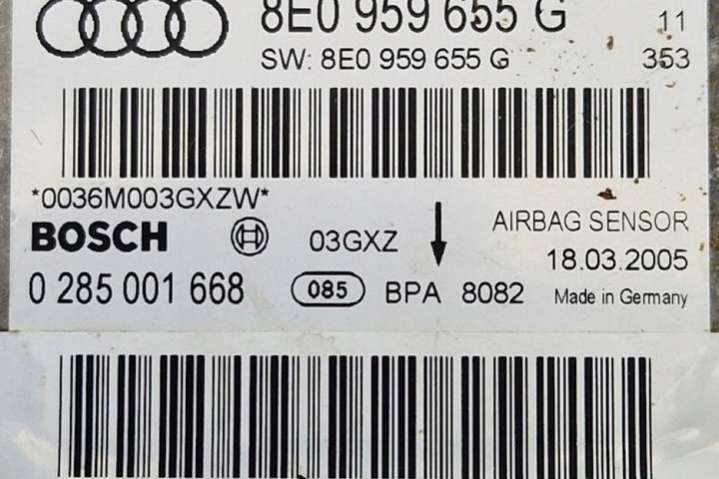 8E0 959 655 G 11
SW: 8E0 959 655 G 353
*0036M003GXZW*
BOSCH 03GXZ AIRBAG SENSOR
18.03.2005
0 285 001 668 085 BPA 8082 Made in Germany